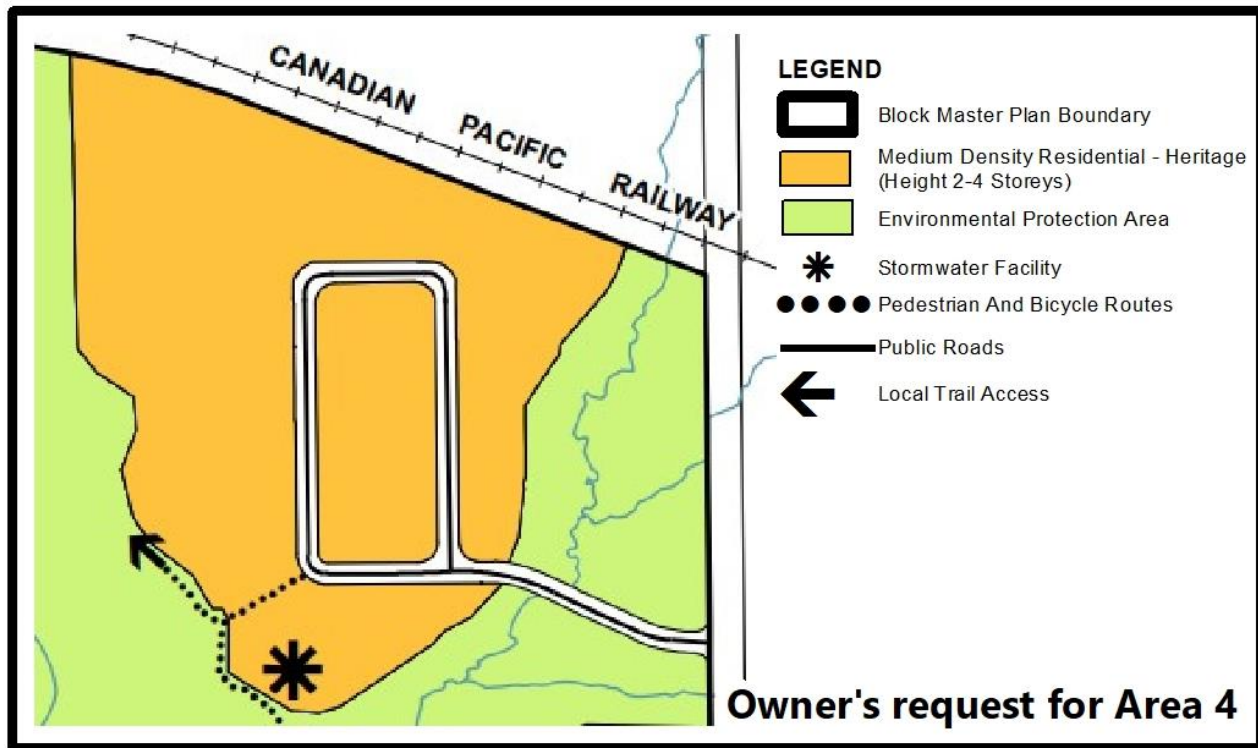 CANADIAN PACIFIC RAILWAY
LEGEND
Block Master Plan Boundary
Medium Density Residential - Heritage
(Height 2-4 Storeys)
Environmental Protection Area
Stormwater Facility
Pedestrian And Bicycle Routes
Public Roads
Local Trail Access
Owner's request for Area 4